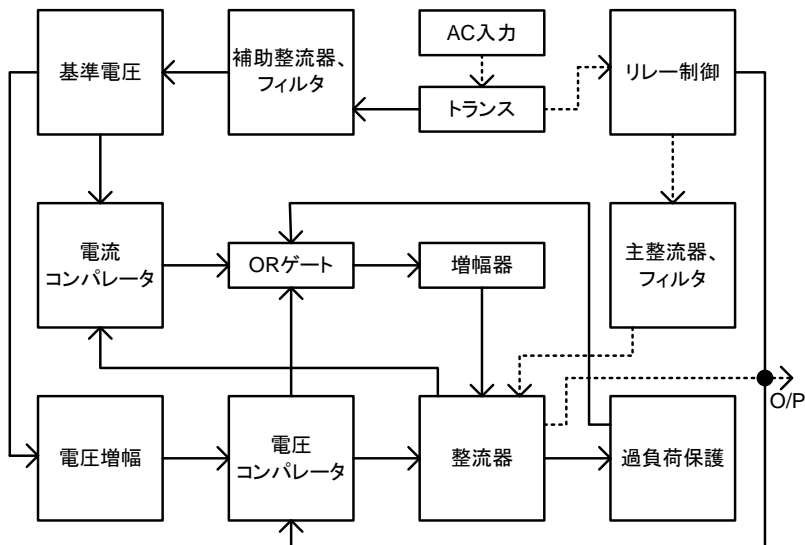 AC入力
基準電圧
補助整流器、
フィルタ
トランス
リレー制御
電流
コンパレータ
ORゲート
増幅器
主整流器、
フィルタ
O/P
電圧増幅
電圧
コンパレータ
整流器
過負荷保護